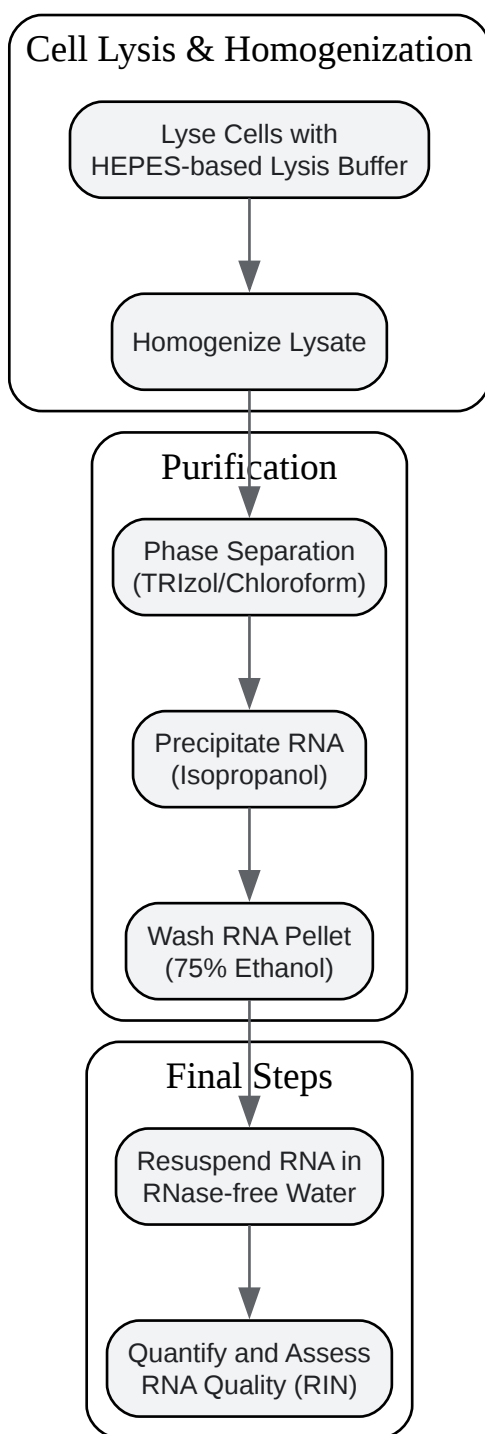 Cell Lysis & Homogenization
Lyse Cells with
HEPES-based Lysis Buffer
Homogenize Lysate
Purification
Phase Separation
(TRIzol/Chloroform)
Precipitate RNA
(Isopropanol)
Wash RNA Pellet
(75% Ethanol)
Final Steps
Resuspend RNA in
RNase-free Water
Quantify and Assess
RNA Quality (RIN)